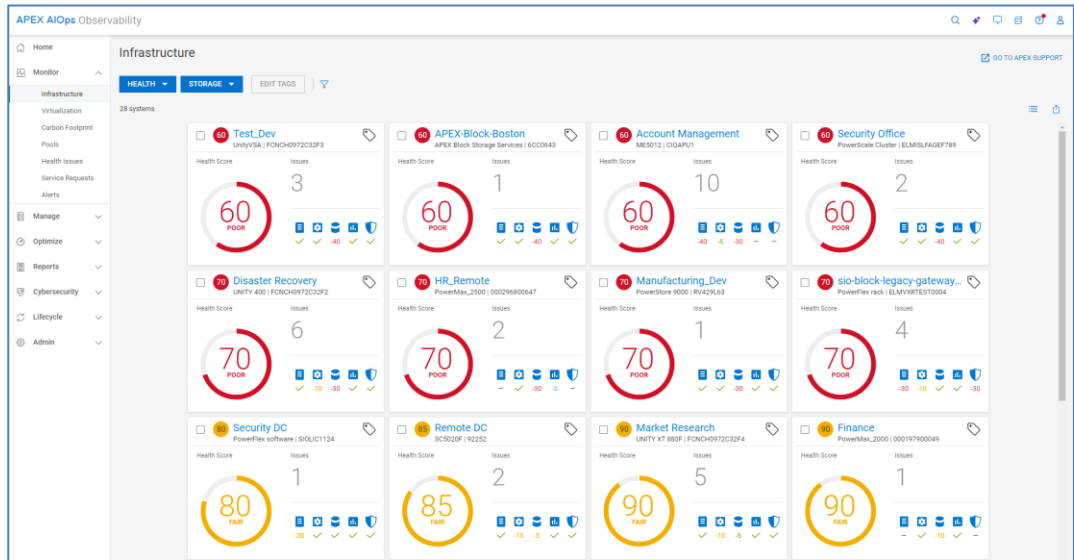 APEX AIOps Observability
Home
Monitor
Infrastructure
Virtualization
Carbon Footprint
Pools
Health Issues
Service Requests
Alerts
Manage
Optimize
Reports
Cybersecurity
Lifecycle
Admin
Infrastructure
GO TO APEX SUPPORT
HEALTH STORAGE EDIT TAGS
28 systems
60 Test_Dev
UnityVSA | FCNCH0972C32F3
Health Score Issues
3
60
POOR
-40
60 APEX-Block-Boston
APEX Block Storage Services | 6CC0643
Health Score Issues
1
60
POOR
-40
60 Account Management
ME5012 | CIQAPU1
Health Score Issues
10
60
POOR
-40 -5 -30 – –
60 Security Office
PowerScale Cluster | ELMISLFAGEF789
Health Score Issues
2
60
POOR
-40
70 Disaster Recovery
UNITY 400 | FCNCH0972C32F2
Health Score Issues
6
70
POOR
-10 -30
70 HR_Remote
PowerMax_2500 | 000296800647
Health Score Issues
2
70
POOR
– -30 -5 –
70 Manufacturing_Dev
PowerStore 9000 | RV429L63
Health Score Issues
1
70
POOR
-30
70 sio-block-legacy-gateway...
PowerFlex rack | ELMVXRTEST0004
Health Score Issues
4
70
POOR
-30 -10 -30
80 Security DC
PowerFlex software | SIOLIC1124
Health Score Issues
1
80
FAIR
-20
85 Remote DC
SC5020F | 92252
Health Score Issues
2
85
FAIR
-15 -5
90 Market Research
UNITY XT 880F | FCNCH0972C32F4
Health Score Issues
5
90
FAIR
-10 -5
90 Finance
PowerMax_2000 | 000197900049
Health Score Issues
1
90
FAIR
– -10 –